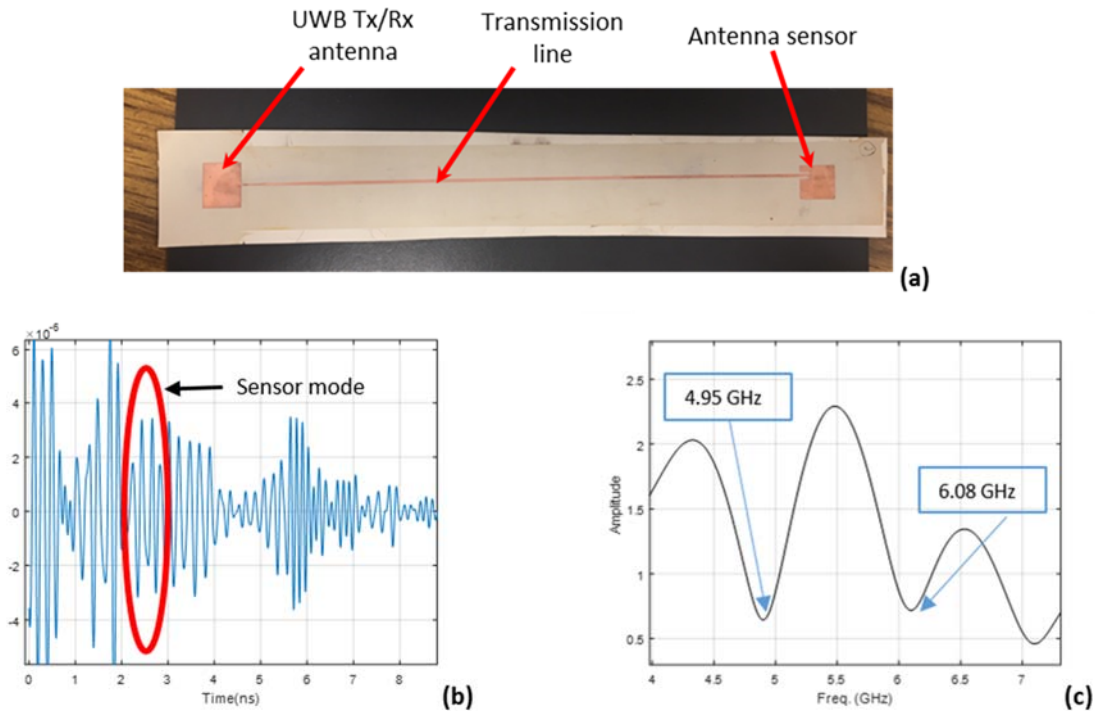 UWB Tx/Rx
antenna
Transmission
line
Antenna sensor
(a)
×10⁻⁶
6
4
2
0
-2
-4
Sensor mode
0 1 2 3 4 5 6 7 8
Time(ns)
(b)
2.5
2
1.5
1
0.5
Amplitude
4.95 GHz
6.08 GHz
4 4.5 5 5.5 6 6.5 7
Freq. (GHz)
(c)